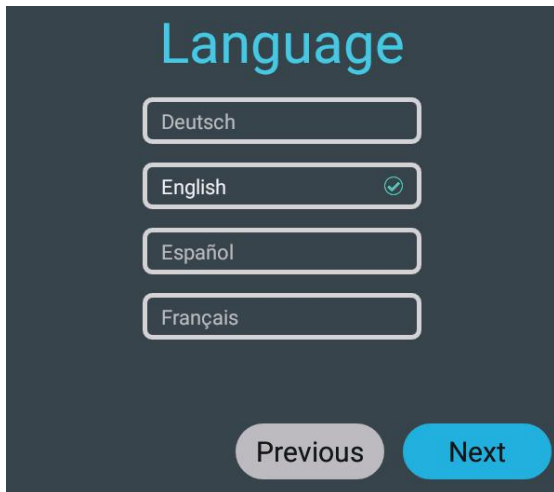 Language
Deutsch
English
Español
Français
Previous Next